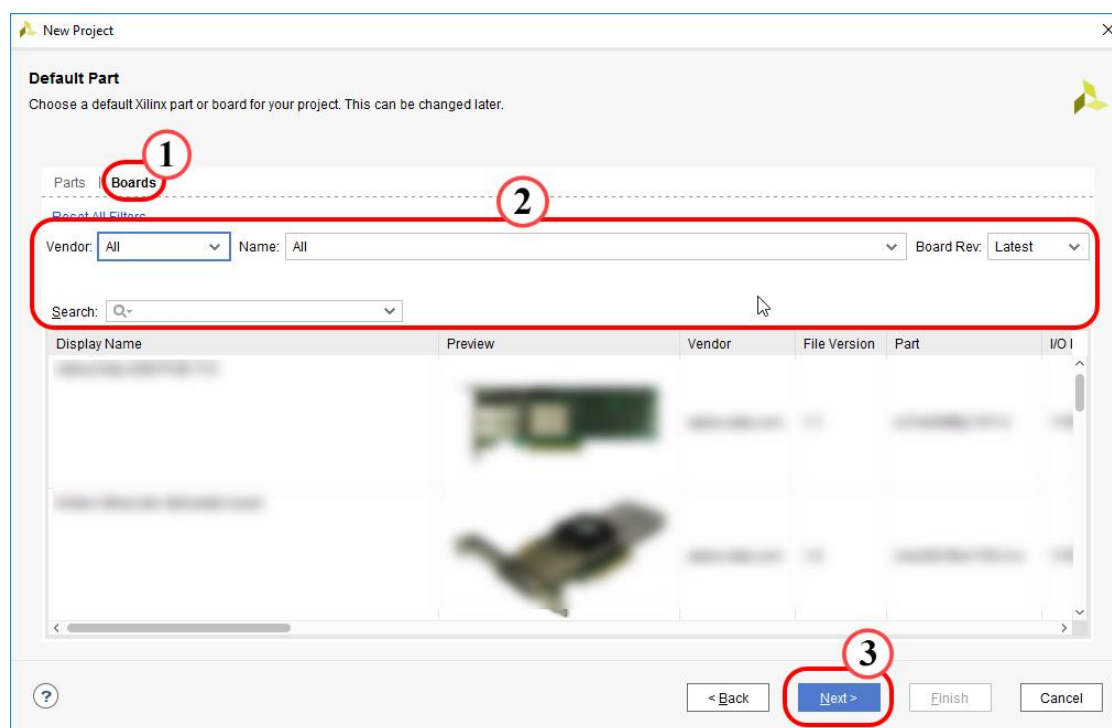 New Project
Default Part
Choose a default Xilinx part or board for your project. This can be changed later.
1
Parts | Boards
2
Reset All Filters
Vendor: All Name: All Board Rev: Latest
Search:
Display Name Preview Vendor File Version Part I/O
3
? < Back Next > Finish Cancel